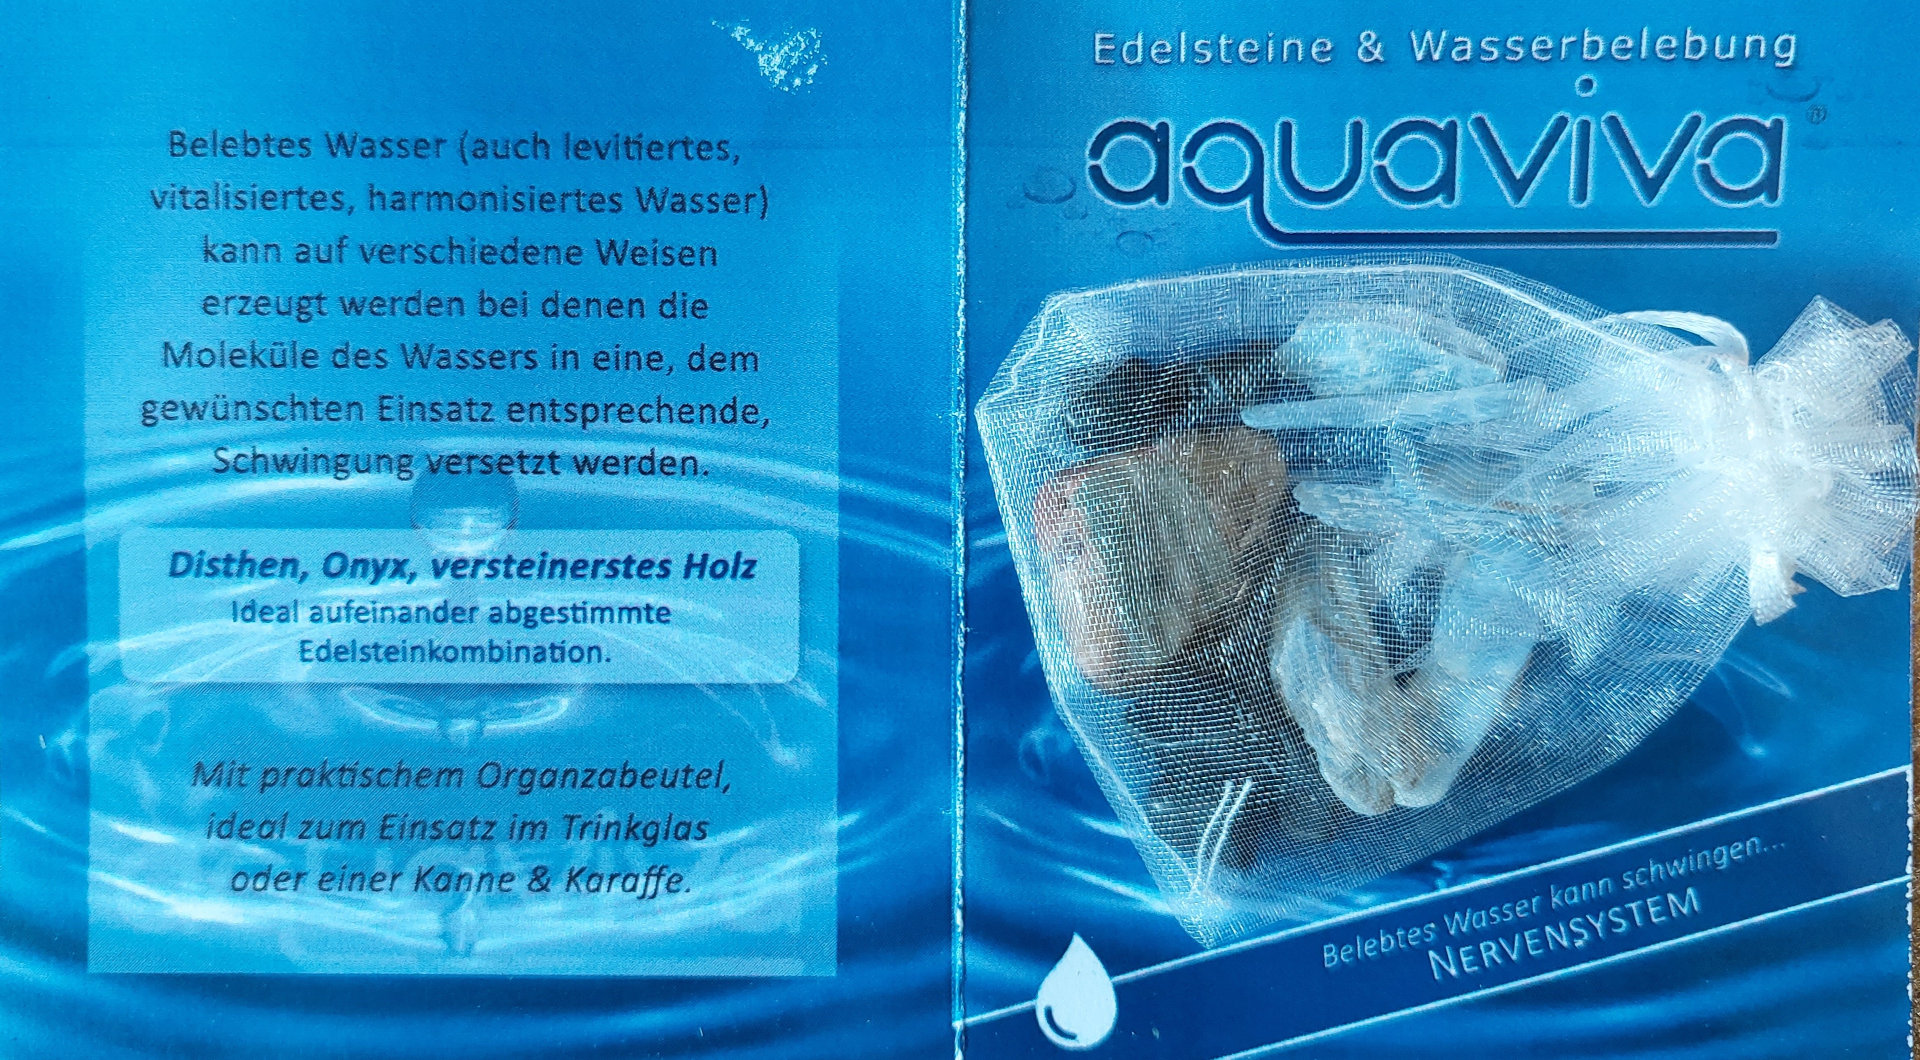 Belebtes Wasser (auch levitiertes,
vitalisiertes, harmonisiertes Wasser)
kann auf verschiedene Weisen
erzeugt werden bei denen die
Moleküle des Wassers in eine, dem
gewünschten Einsatz entsprechende,
Schwingung versetzt werden.
Disthen, Onyx, versteinerstes Holz
Ideal aufeinander abgestimmte
Edelsteinkombination.
Mit praktischem Organzabeutel,
ideal zum Einsatz im Trinkglas
oder einer Kanne & Karaffe.
Edelsteine & Wasserbelebung
aquaviva®
Belebtes Wasser kann schwingen...
NERVENSYSTEM